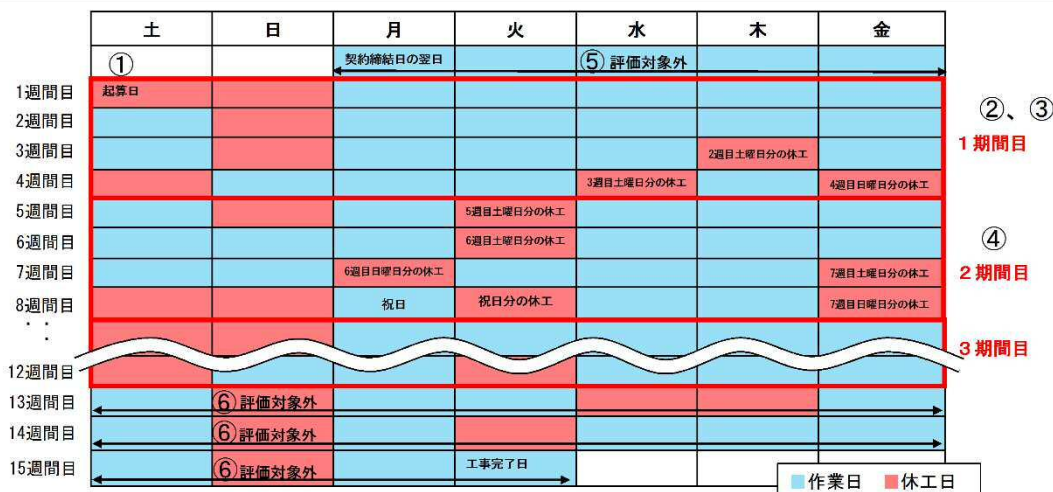 土 日 月 火 水 木 金
① 契約締結日の翌日 ⑤評価対象外
1週間目 起算日
②、③
2週間目
3週間目 2週目土曜日分の休工 1期間目
4週間目 3週目土曜日分の休工 4週目日曜日分の休工
5週間目 5週目土曜日分の休工
6週間目 6週目土曜日分の休工 ④
7週間目 6週目日曜日分の休工 7週目土曜日分の休工 2期間目
8週間目 祝日 祝日分の休工 7週目日曜日分の休工
・
・
3期間目
12週間目
13週間目 ⑥評価対象外
14週間目 ⑥評価対象外
15週間目 ⑥評価対象外 工事完了日
作業日 休工日